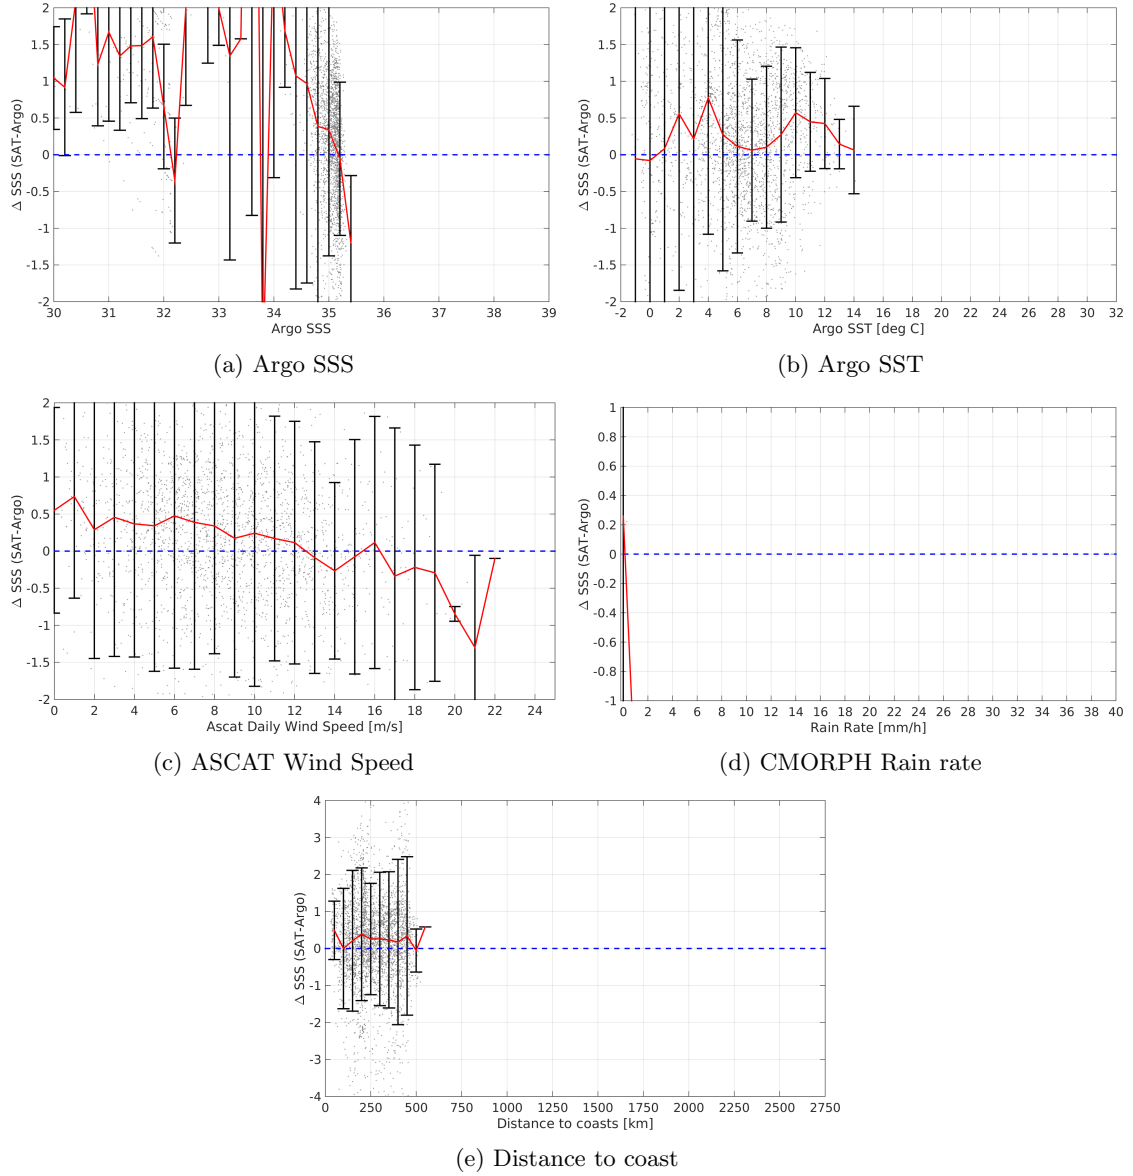 2
1.5
1
0.5
0
-0.5
-1
-1.5
-2
Δ SSS (SAT-Argo)
30 31 32 33 34 35 36 37 38 39
Argo SSS
(a) Argo SSS
2
1.5
1
0.5
0
-0.5
-1
-1.5
-2
Δ SSS (SAT-Argo)
-2 0 2 4 6 8 10 12 14 16 18 20 22 24 26 28 30 32
Argo SST [deg C]
(b) Argo SST
2
1.5
1
0.5
0
-0.5
-1
-1.5
-2
Δ SSS (SAT-Argo)
0 2 4 6 8 10 12 14 16 18 20 22 24
Ascat Daily Wind Speed [m/s]
(c) ASCAT Wind Speed
1
0.8
0.6
0.4
0.2
0
-0.2
-0.4
-0.6
-0.8
-1
Δ SSS (SAT-Argo)
0 2 4 6 8 10 12 14 16 18 20 22 24 26 28 30 32 34 36 38 40
Rain Rate [mm/h]
(d) CMORPH Rain rate
4
3
2
1
0
-1
-2
-3
-4
Δ SSS (SAT-Argo)
0 250 500 750 1000 1250 1500 1750 2000 2250 2500 2750
Distance to coasts [km]
(e) Distance to coast